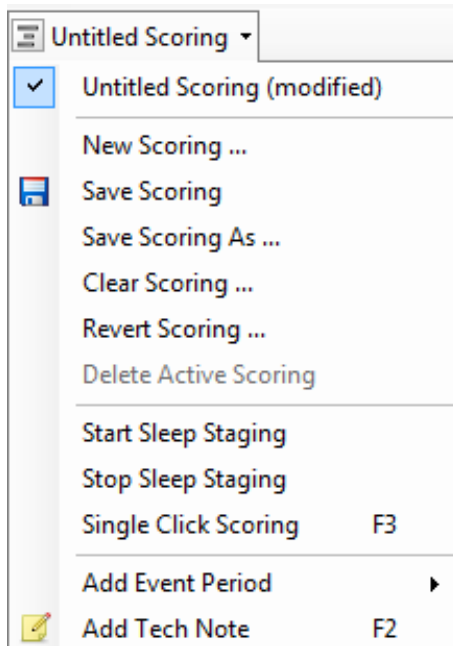 Untitled Scoring
Untitled Scoring (modified)
New Scoring ...
Save Scoring
Save Scoring As ...
Clear Scoring ...
Revert Scoring ...
Delete Active Scoring
Start Sleep Staging
Stop Sleep Staging
Single Click Scoring F3
Add Event Period
Add Tech Note F2